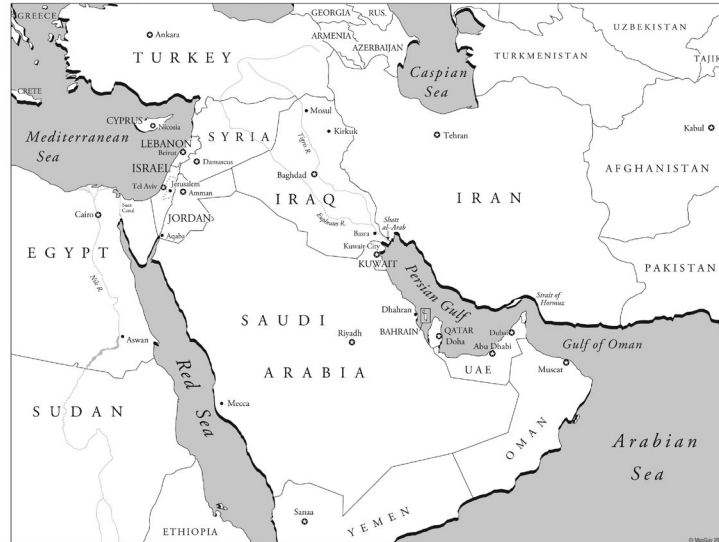 GREECE
GEORGIA
RUS.
UZBEKISTAN
Ankara
ARMENIA
TURKEY
AZERBAIJAN
TURKMENISTAN
TAJIK
Caspian
Sea
CRETE
Mosul
CYPRUS
Nicosia
Kirkuk
Tehran
Kabul
Mediterranean
Sea
SYRIA
Tigris R.
LEBANON
Beirut
Damascus
ISRAEL
Baghdad
AFGHANISTAN
Tel Aviv
Jerusalem
Amman
IRAQ
IRAN
Suez
Canal
Cairo
JORDAN
Euphrates R.
Shatt
al-Arab
Aqaba
Basra
Kuwait City
EGYPT
KUWAIT
PAKISTAN
Nile R.
Persian Gulf
Strait of
Hormuz
Dhahran
SAUDI
BAHRAIN
QATAR
Doha
Dubai
Aswan
Riyadh
Abu Dhabi
Gulf of Oman
Red Sea
ARABIA
UAE
Muscat
SUDAN
Mecca
OMAN
Arabian
Sea
Sanaa
YEMEN
ETHIOPIA